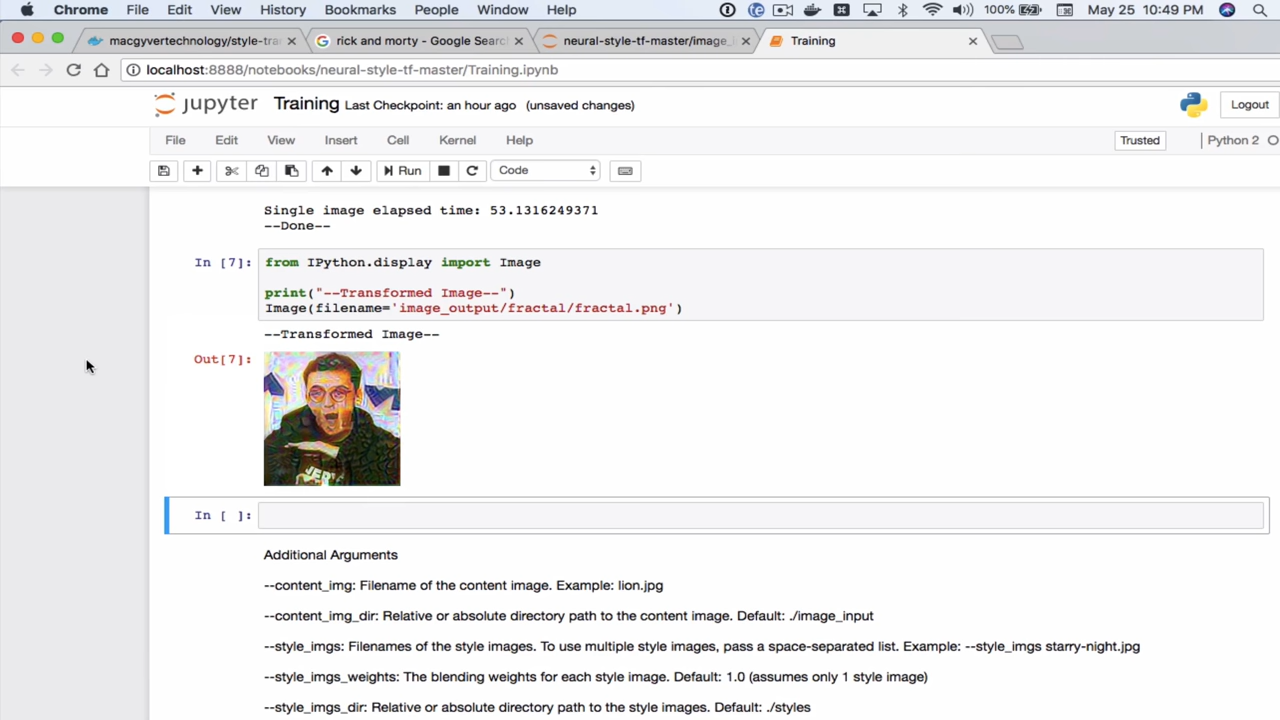 Chrome File Edit View History Bookmarks People Window Help 100% May 25 10:49 PM
macgyvertechnology/style-tra rick and morty - Google Searc neural-style-tf-master/image_i Training
localhost:8888/notebooks/neural-style-tf-master/Training.ipynb
jupyter Training Last Checkpoint: an hour ago (unsaved changes) Logout
File Edit View Insert Cell Kernel Help Trusted Python 2
Run Code
Single image elapsed time: 53.1316249371
--Done--
In [7]: from IPython.display import Image
print("--Transformed Image--")
Image(filename='image_output/fractal/fractal.png')
--Transformed Image--
Out[7]:
In [ ]:
Additional Arguments
--content_img: Filename of the content image. Example: lion.jpg
--content_img_dir: Relative or absolute directory path to the content image. Default: ./image_input
--style_imgs: Filenames of the style images. To use multiple style images, pass a space-separated list. Example: --style_imgs starry-night.jpg
--style_imgs_weights: The blending weights for each style image. Default: 1.0 (assumes only 1 style image)
--style_imgs_dir: Relative or absolute directory path to the style images. Default: ./styles